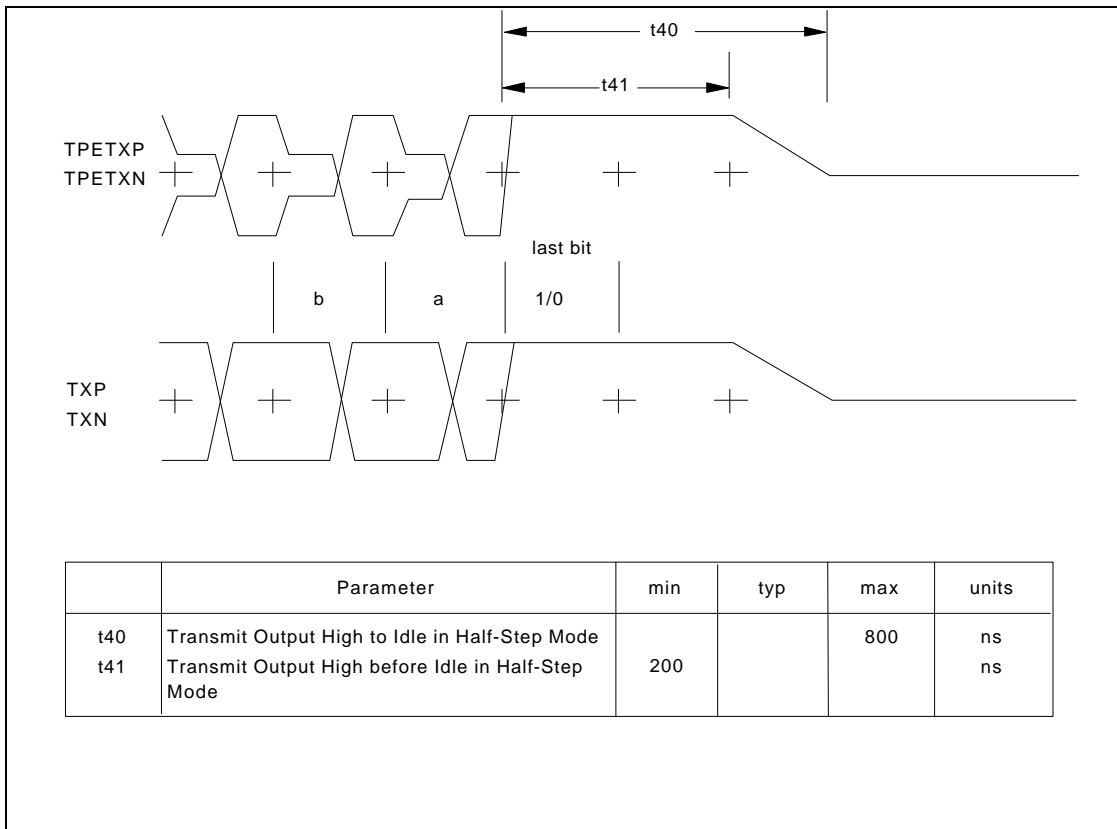 t40
t41
TPETXP
TPETXN
last bit
b a 1/0
TXP
TXN
Parameter min typ max units
t40 Transmit Output High to Idle in Half-Step Mode 800 ns
t41 Transmit Output High before Idle in Half-Step 200 ns
Mode